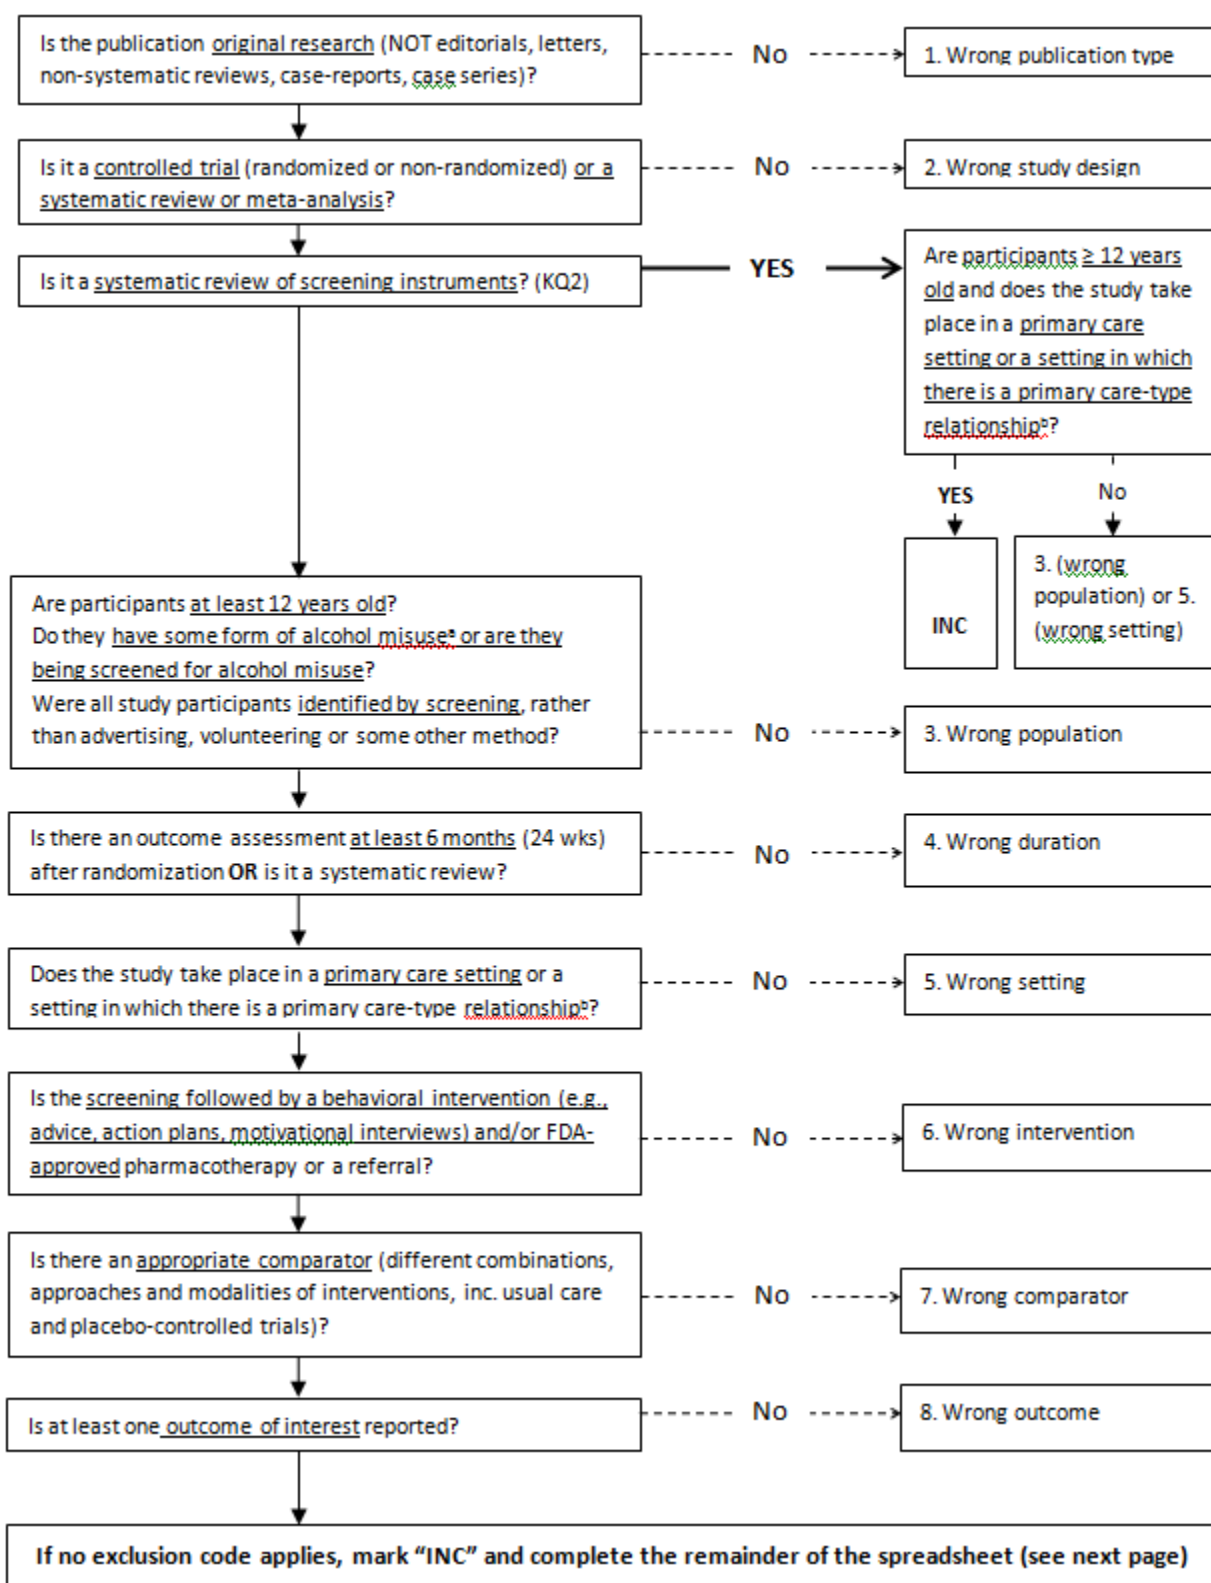 Is the publication original research (NOT editorials, letters,
non-systematic reviews, case-reports, case series)?
No
1. Wrong publication type
Is it a controlled trial (randomized or non-randomized) or a
systematic review or meta-analysis?
No
2. Wrong study design
Is it a systematic review of screening instruments? (KQ2)
YES
Are participants ≥ 12 years
old and does the study take
place in a primary care
setting or a setting in which
there is a primary care-type
relationshipᵇ?
YES
No
INC
3. (wrong
population) or 5.
(wrong setting)
Are participants at least 12 years old?
Do they have some form of alcohol misuseᵃ or are they
being screened for alcohol misuse?
Were all study participants identified by screening, rather
than advertising, volunteering or some other method?
No
3. Wrong population
Is there an outcome assessment at least 6 months (24 wks)
after randomization OR is it a systematic review?
No
4. Wrong duration
Does the study take place in a primary care setting or a
setting in which there is a primary care-type relationshipᵇ?
No
5. Wrong setting
Is the screening followed by a behavioral intervention (e.g.,
advice, action plans, motivational interviews) and/or FDA-
approved pharmacotherapy or a referral?
No
6. Wrong intervention
Is there an appropriate comparator (different combinations,
approaches and modalities of interventions, inc. usual care
and placebo-controlled trials)?
No
7. Wrong comparator
Is at least one outcome of interest reported?
No
8. Wrong outcome
If no exclusion code applies, mark “INC” and complete the remainder of the spreadsheet (see next page)